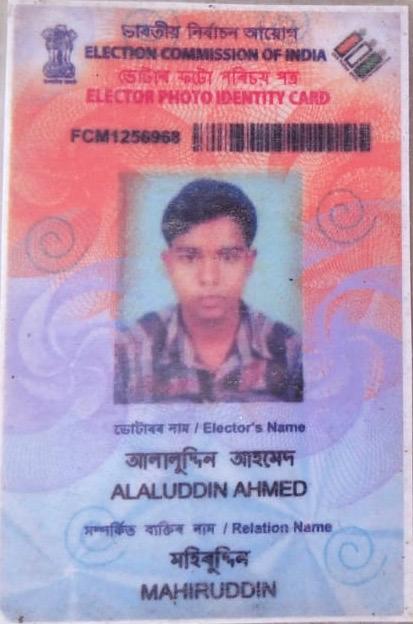 ভাৰতীয় নিৰ্বাচন আয়োগ
ELECTION COMMISSION OF INDIA
ভোটাৰ ফটো পৰিচয় পত্ৰ
ELECTOR PHOTO IDENTITY CARD
FCM1256968
ভোটাৰৰ নাম / Elector's Name
আলালুদ্দিন আহমেদ
ALALUDDIN AHMED
সম্পৰ্কিত ব্যক্তিৰ নাম / Relation Name
মহিৰুদ্দিন
MAHIRUDDIN